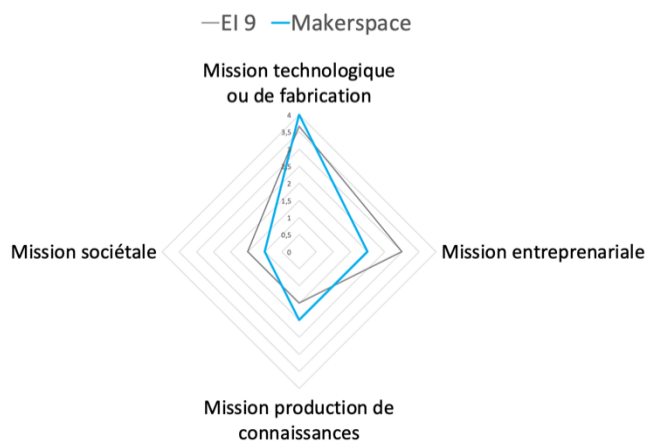 EI 9 Makerspace
Mission technologique
ou de fabrication
4
3,5
3
2,5
2
1,5
1
0,5
0
Mission sociétale
Mission entreprenariale
Mission production de
connaissances